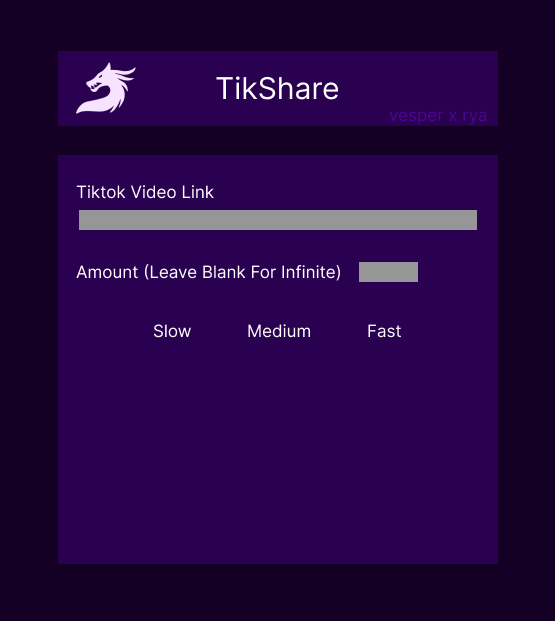 TikShare
vesper x rya
Tiktok Video Link
Amount (Leave Blank For Infinite)
Slow Medium Fast